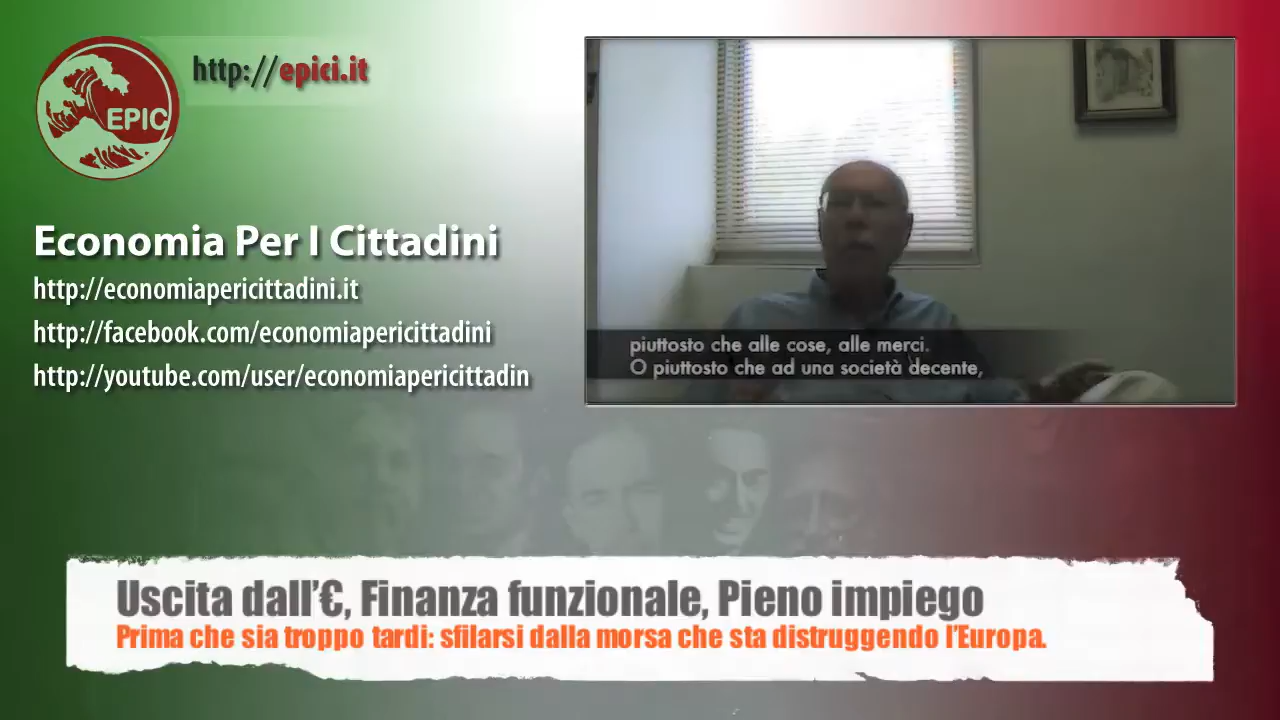 EPIC
http://epici.it
Economia Per I Cittadini
http://economiapericittadini.it
http://facebook.com/economiapericittadini
http://youtube.com/user/economiapericittadin
piuttosto che alle cose, alle merci.
O piuttosto che ad una società decente,
Uscita dall'€, Finanza funzionale, Pieno impiego
Prima che sia troppo tardi: sfilarsi dalla morsa che sta distruggendo l'Europa.